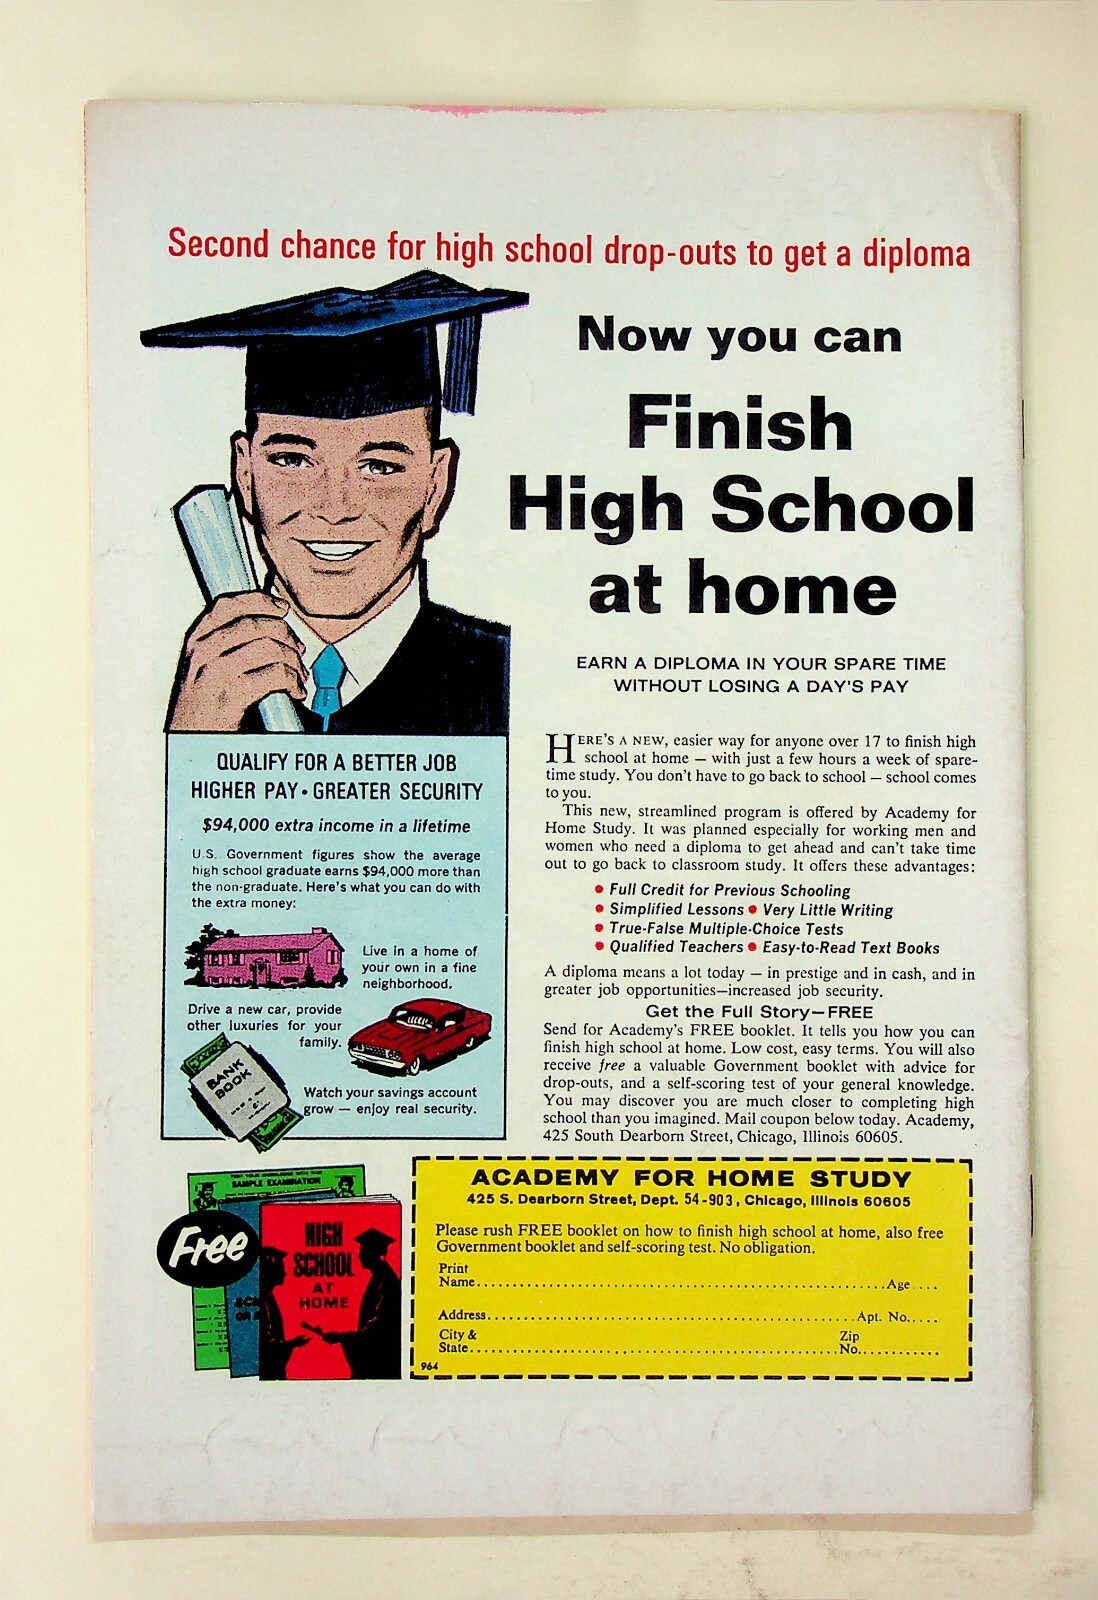 Second chance for high school drop-outs to get a diploma
Now you can
Finish
High School
at home
EARN A DIPLOMA IN YOUR SPARE TIME
WITHOUT LOSING A DAY'S PAY
QUALIFY FOR A BETTER JOB
HIGHER PAY • GREATER SECURITY
$94,000 extra income in a lifetime
U.S. Government figures show the average
high school graduate earns $94,000 more than
the non-graduate. Here's what you can do with
the extra money:
Live in a home of
your own in a fine
neighborhood.
Drive a new car, provide
other luxuries for your
family.
BANK
BOOK
Watch your savings account
grow — enjoy real security.
HERE'S A NEW, easier way for anyone over 17 to finish high
school at home — with just a few hours a week of spare-
time study. You don't have to go back to school — school comes
to you.
This new, streamlined program is offered by Academy for
Home Study. It was planned especially for working men and
women who need a diploma to get ahead and can't take time
out to go back to classroom study. It offers these advantages:
• Full Credit for Previous Schooling
• Simplified Lessons • Very Little Writing
• True-False Multiple-Choice Tests
• Qualified Teachers • Easy-to-Read Text Books
A diploma means a lot today — in prestige and in cash, and in
greater job opportunities—increased job security.
Get the Full Story—FREE
Send for Academy's FREE booklet. It tells you how you can
finish high school at home. Low cost, easy terms. You will also
receive free a valuable Government booklet with advice for
drop-outs, and a self-scoring test of your general knowledge.
You may discover you are much closer to completing high
school than you imagined. Mail coupon below today. Academy,
425 South Dearborn Street, Chicago, Illinois 60605.
SAMPLE EXAMINATION
Free
HIGH
SCHOOL
AT
HOME
ACADEMY FOR HOME STUDY
425 S. Dearborn Street, Dept. 54-903, Chicago, Illinois 60605
Please rush FREE booklet on how to finish high school at home, also free
Government booklet and self-scoring test. No obligation.
Print
Name.......... Age ....
Address.......... Apt. No.....
City & Zip
State.......... No..........
964